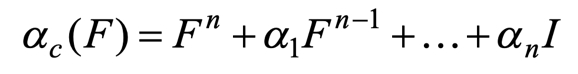 α_c(F) = F^n + α_1F^{n-1} + ... + α_nI